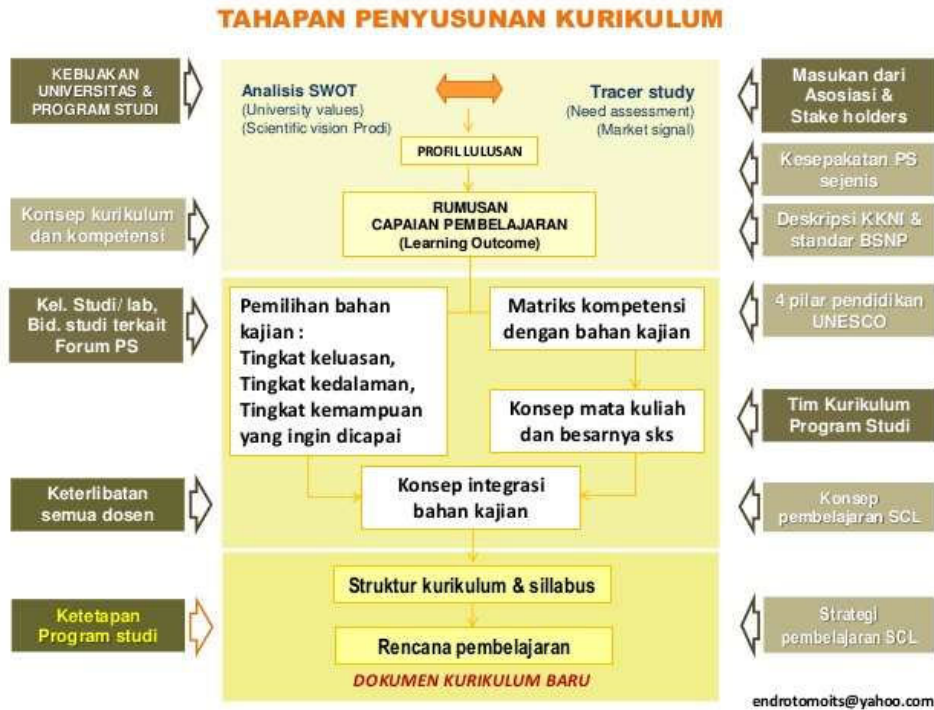 TAHAPAN PENYUSUNAN KURIKULUM
KEBIJAKAN
UNIVERSITAS &
PROGRAM STUDI
Konsep kurikulum
dan kompetensi
Kel. Studi/ lab,
Bid. studi terkait
Forum PS
Keterlibatan
semua dosen
Ketetapan
Program studi
Analisis SWOT
(University values)
(Scientific vision Prodi)
Tracer study
(Need assessment)
(Market signal)
PROFIL LULUSAN
RUMUSAN
CAPAIAN PEMBELAJARAN
(Learning Outcome)
Pemilihan bahan
kajian :
Tingkat keluasan,
Tingkat kedalaman,
Tingkat kemampuan
yang ingin dicapai
Matriks kompetensi
dengan bahan kajian
Konsep mata kuliah
dan besarnya sks
Konsep integrasi
bahan kajian
Struktur kurikulum & sillabus
Rencana pembelajaran
DOKUMEN KURIKULUM BARU
Masukan dari
Asosiasi &
Stake holders
Kesepakatan PS
sejenis
Deskripsi KKNI &
standar BSNP
4 pilar pendidikan
UNESCO
Tim Kurikulum
Program Studi
Konsep
pembelajaran SCL
Strategi
pembelajaran SCL
endrotomoits@yahoo.com